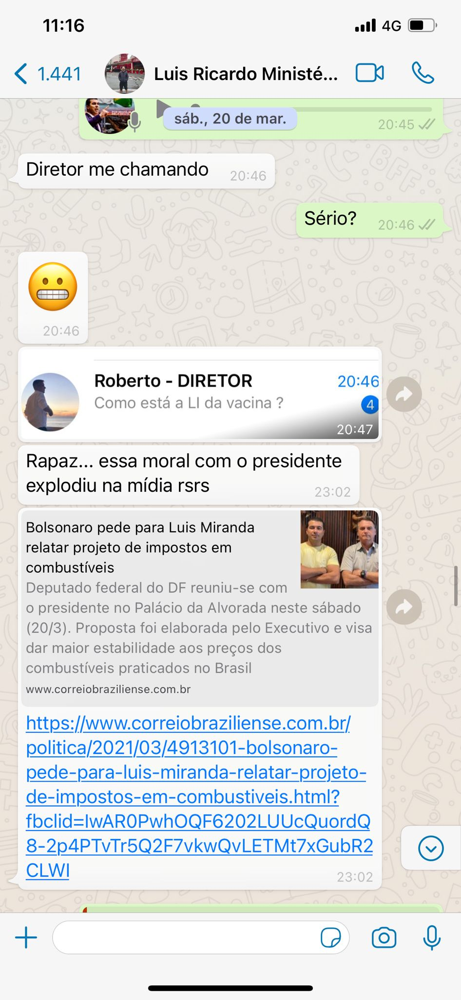 11:16
4G
1.441
Luis Ricardo Ministé...
sáb., 20 de mar.
20:45
Diretor me chamando
20:46
Sério?
20:46
20:46
Roberto - DIRETOR
20:46
Como está a LI da vacina ?
4
20:47
Rapaz... essa moral com o presidente
explodiu na mídia rsrs
23:02
Bolsonaro pede para Luis Miranda
relatar projeto de impostos em
combustíveis
Deputado federal do DF reuniu-se com
o presidente no Palácio da Alvorada neste sábado
(20/3). Proposta foi elaborada pelo Executivo e visa
dar maior estabilidade aos preços dos
combustíveis praticados no Brasil
www.correiobraziliense.com.br
https://www.correiobraziliense.com.br/
politica/2021/03/4913101-bolsonaro-
pede-para-luis-miranda-relatar-projeto-
de-impostos-em-combustiveis.html?
fbclid=IwAR0PwhOQF6202LUUcQuordQ
8-2p4PTvTr5Q2F7vkwQvLETMt7xGubR2
CLWI
23:02